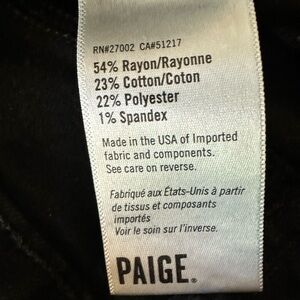 RN#27002 CA#51217
54% Rayon/Rayonne
23% Cotton/Coton
22% Polyester
1% Spandex
Made in the USA of Imported
fabric and components.
See care on reverse.
Fabriqué aux États-Unis à partir
de tissus et composants
importés
Voir le soin sur l'inverse.
PAIGE®